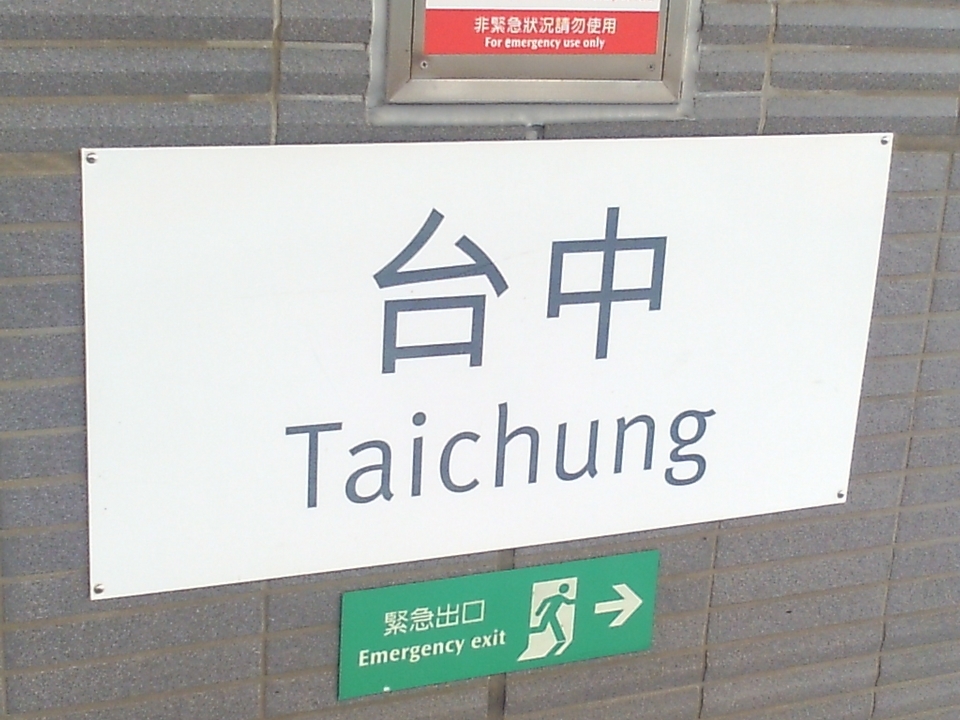 非緊急狀況請勿使用
For emergency use only
台中
Taichung
緊急出口
Emergency exit